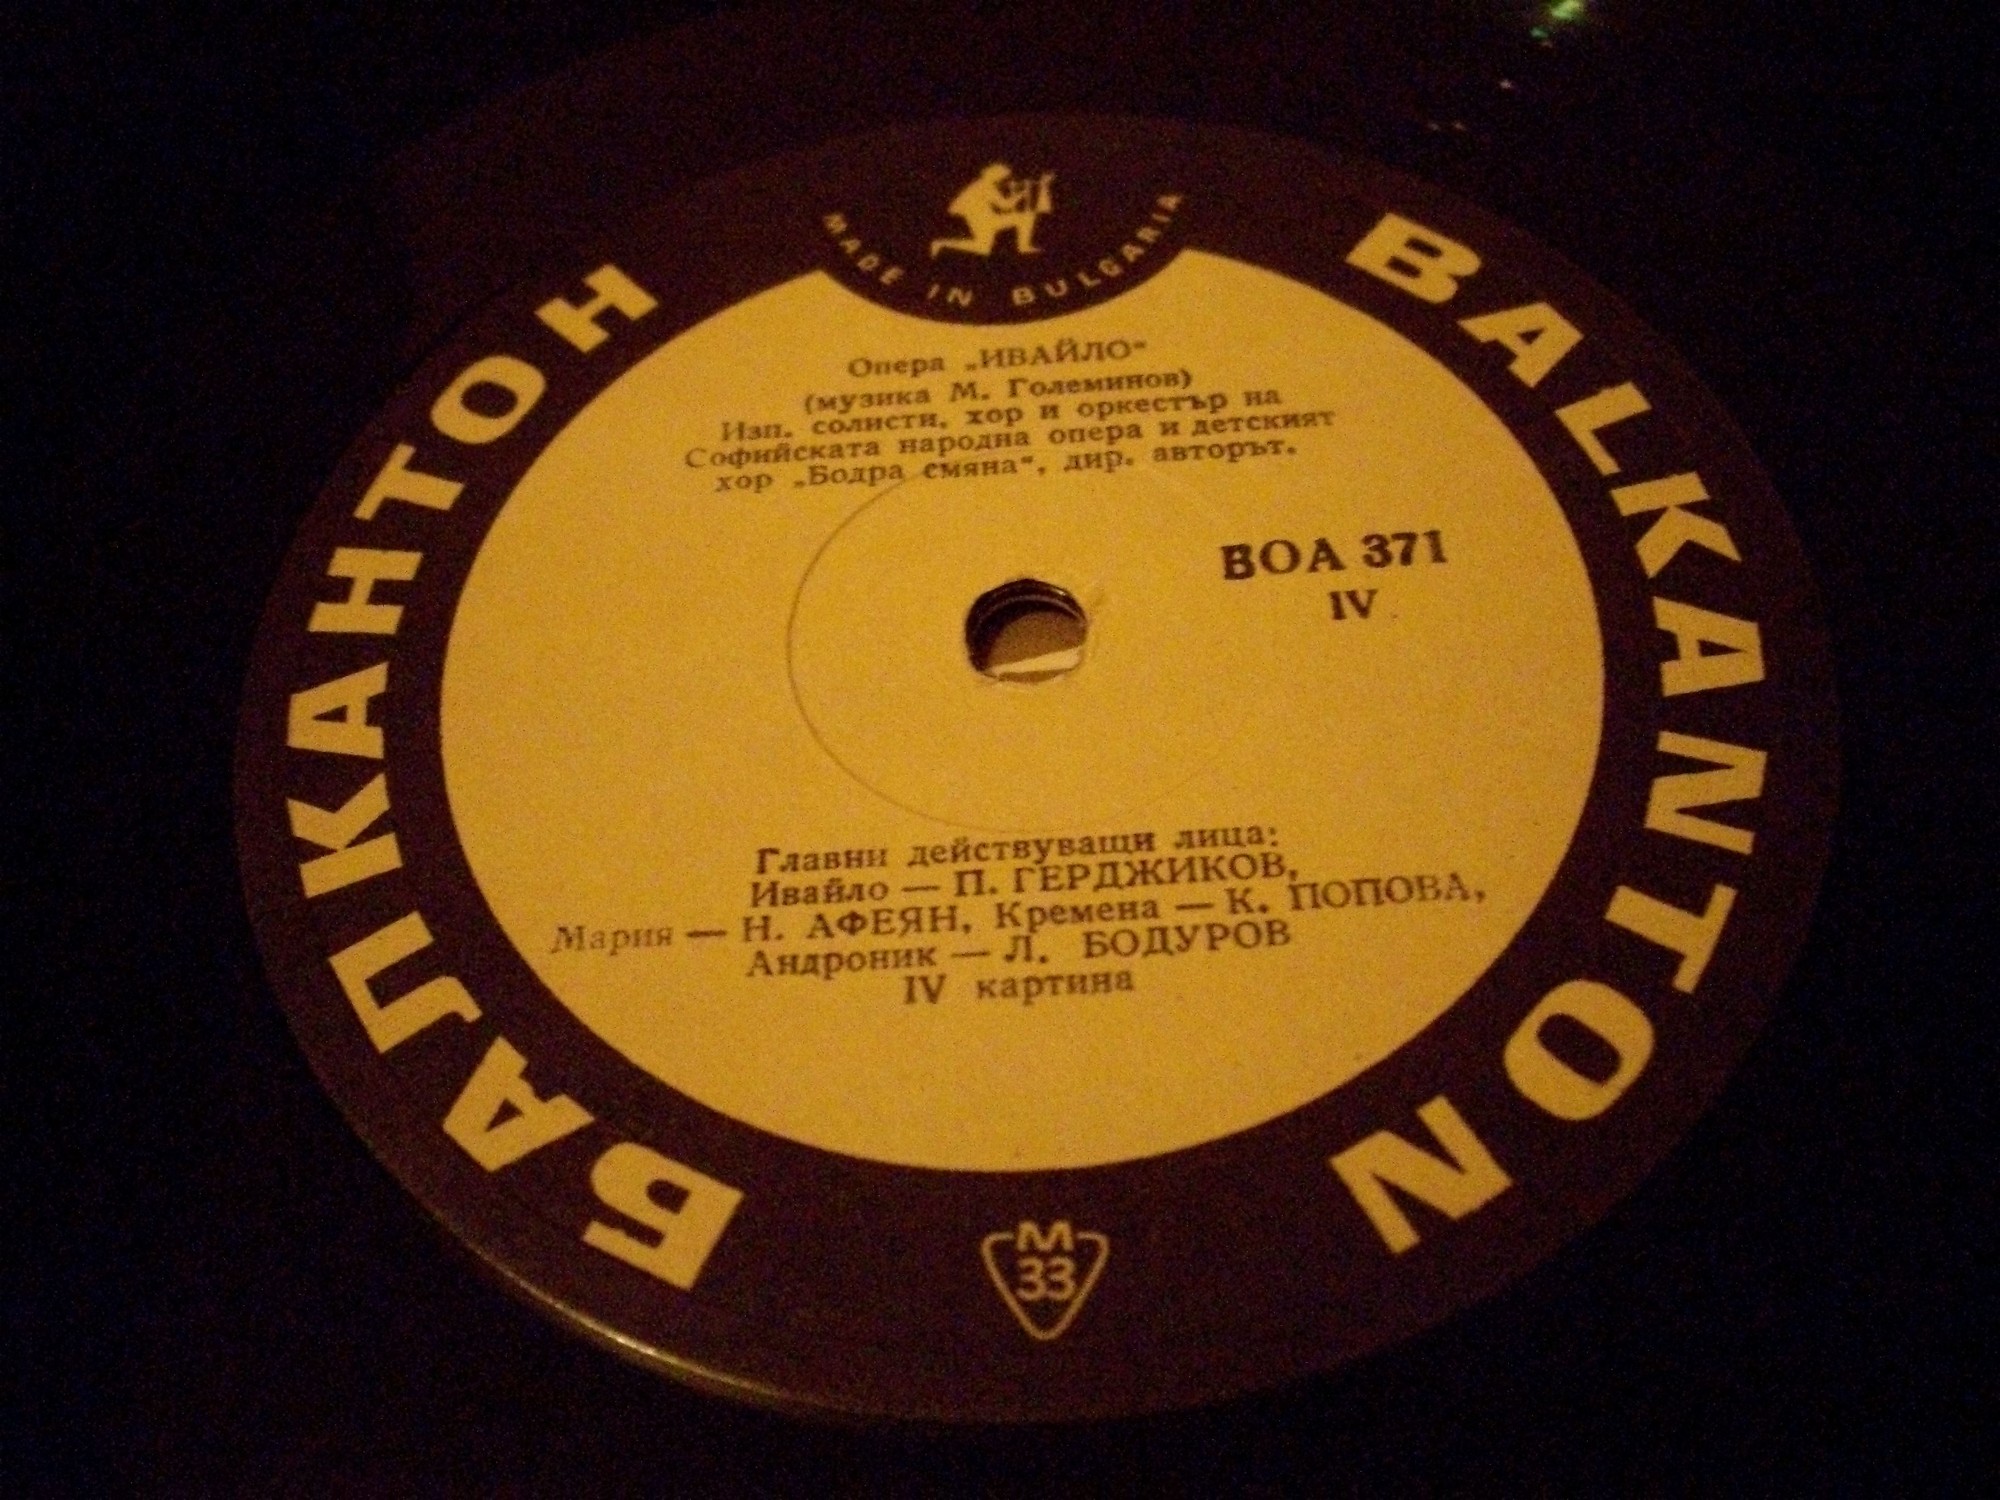 MADE IN BULGARIA
БАЛКАНТОН
BALKANTON
Опера „ИВАЙЛО“
(музика М. Големинов)
Изп. солисти, хор и оркестър на
Софийската народна опера и детският
хор „Бодра смяна“, дир. авторът.
ВОА 371
IV
Главни действуващи лица:
Ивайло — П. ГЕРДЖИКОВ,
Мария — Н. АФЕЯН, Кремена — К. ПОПОВА,
Андроник — Л. БОДУРОВ
IV картина
М
33